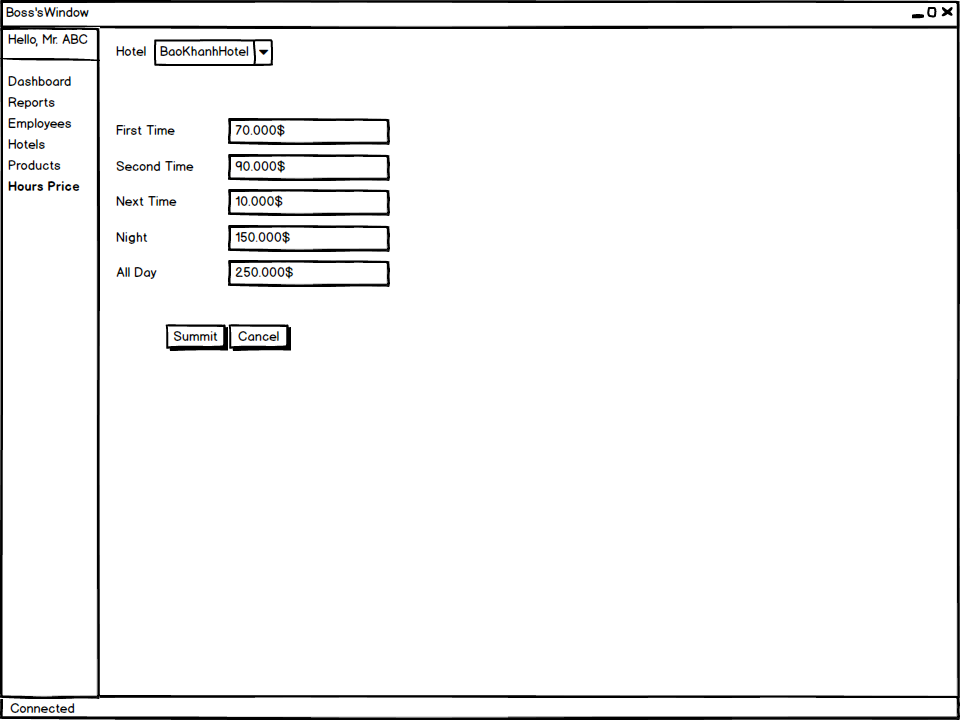 Boss'sWindow
Hello, Mr. ABC
Dashboard
Reports
Employees
Hotels
Products
Hours Price
Hotel BaoKhanhHotel
First Time 70.000$
Second Time 90.000$
Next Time 10.000$
Night 150.000$
All Day 250.000$
Summit Cancel
Connected